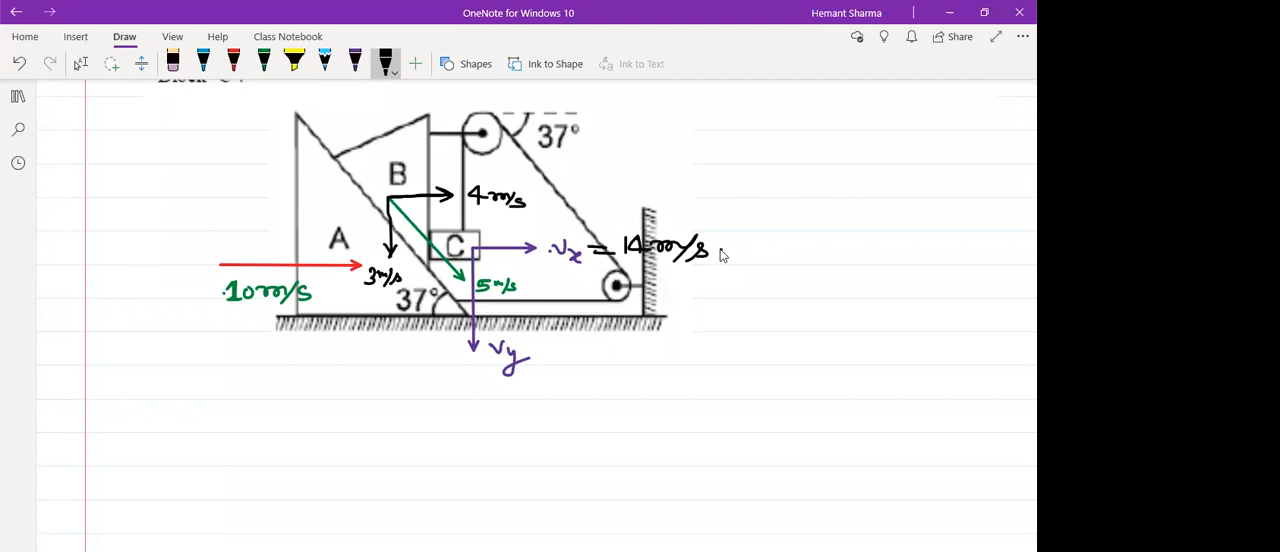 OneNote for Windows 10
Hemant Sharma
Home Insert Draw View Help Class Notebook
Share
Shapes Ink to Shape Ink to Text
37°
B
4 m/s
A
C
Vx = 14 m/s
3 m/s
5 m/s
10 m/s
37°
Vy